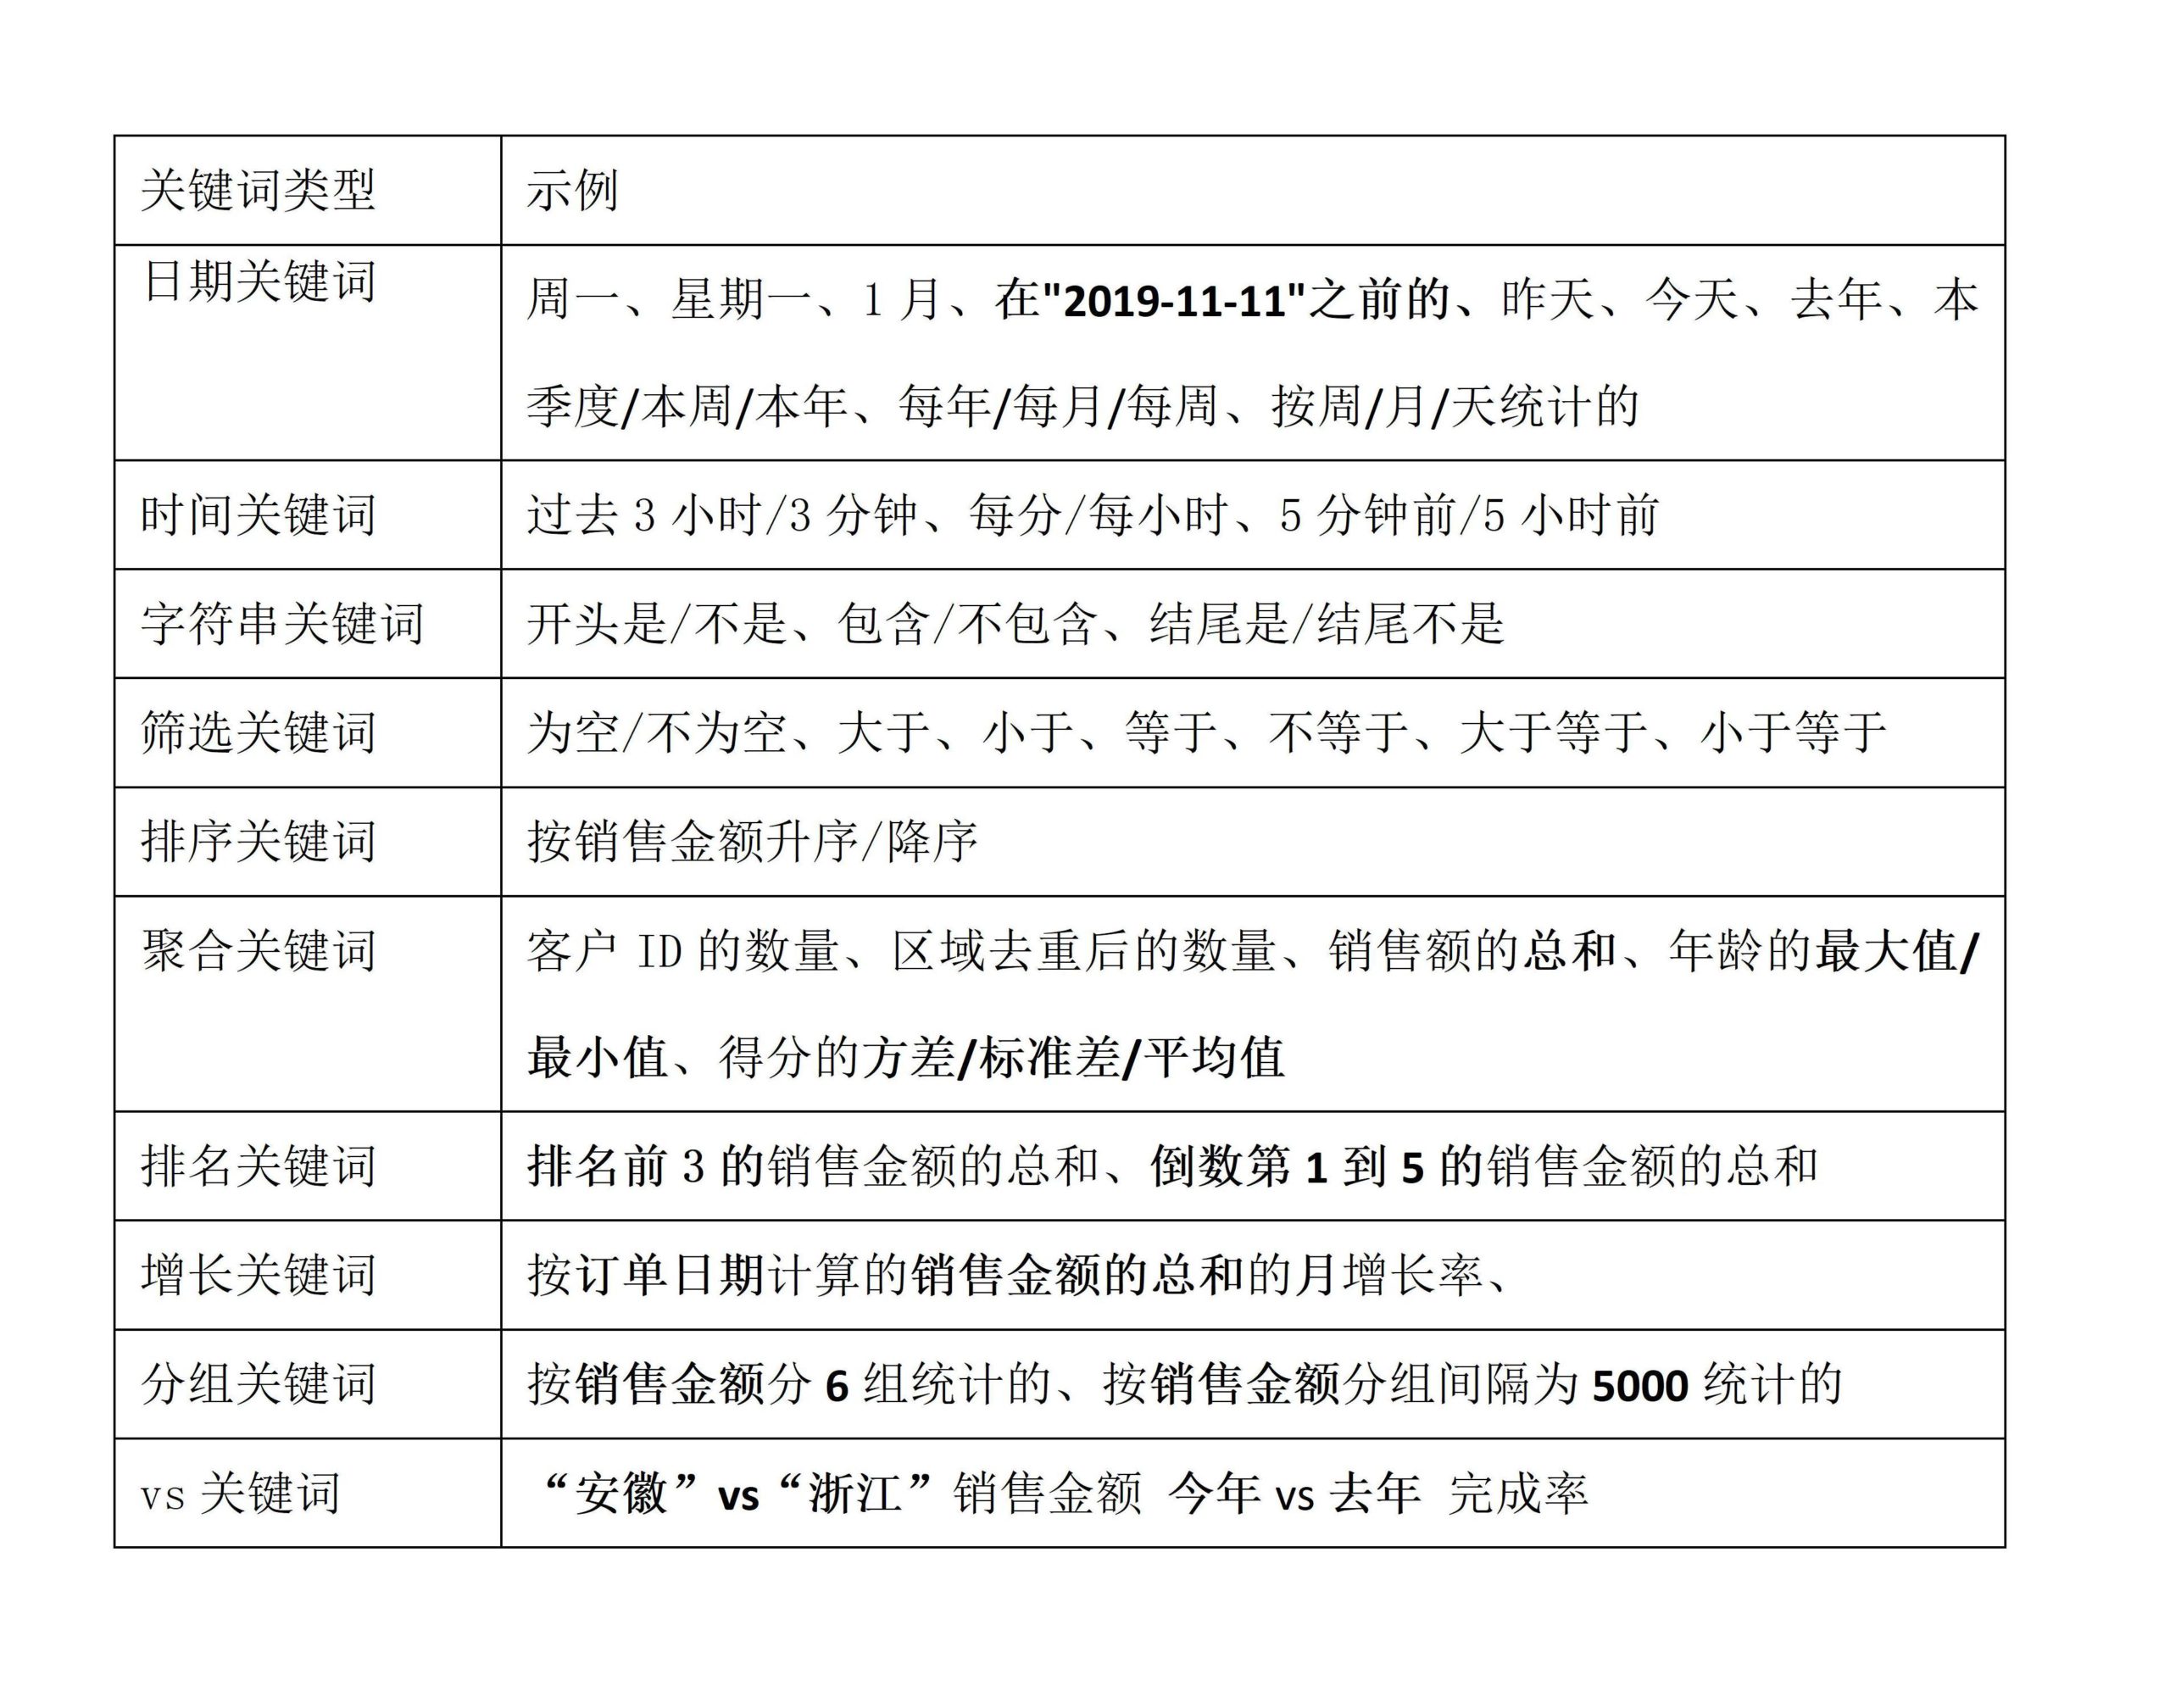 关键词类型
示例
日期关键词
周一、星期一、1 月、在"2019-11-11"之前的、昨天、今天、去年、本
季度/本周/本年、每年/每月/每周、按周/月/天统计的
时间关键词
过去 3 小时/3 分钟、每分/每小时、5 分钟前/5 小时前
字符串关键词
开头是/不是、包含/不包含、结尾是/结尾不是
筛选关键词
为空/不为空、大于、小于、等于、不等于、大于等于、小于等于
排序关键词
按销售金额升序/降序
聚合关键词
客户 ID 的数量、区域去重后的数量、销售额的总和、年龄的最大值/
最小值、得分的方差/标准差/平均值
排名关键词
排名前 3 的销售金额的总和、倒数第 1 到 5 的销售金额的总和
增长关键词
按订单日期计算的销售金额的总和的月增长率、
分组关键词
按销售金额分 6 组统计的、按销售金额分组间隔为 5000 统计的
vs 关键词
“安徽” vs “浙江” 销售金额 今年 vs 去年 完成率